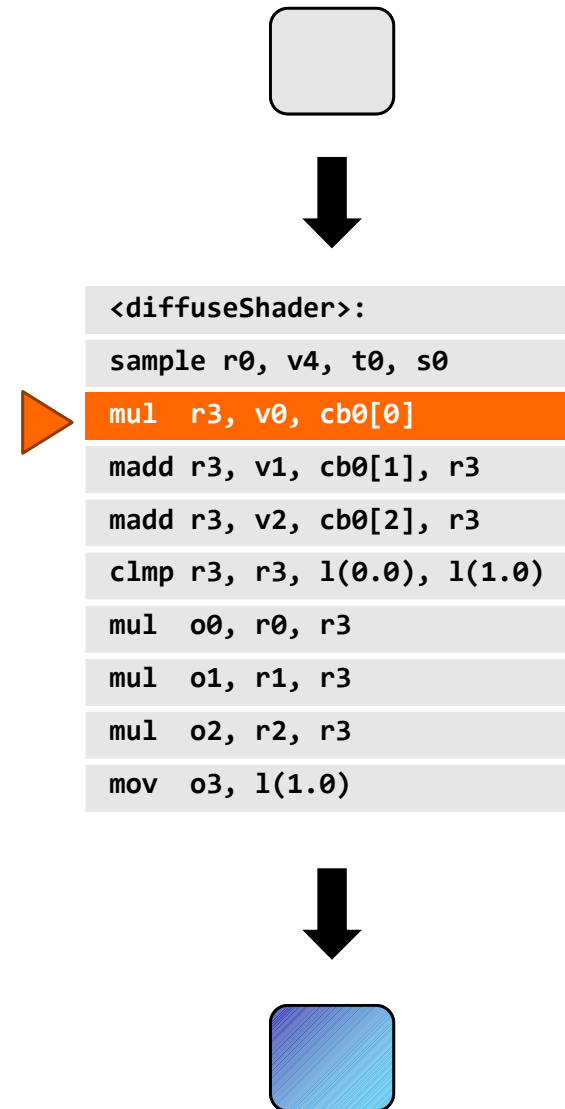 <diffuseShader>:
sample r0, v4, t0, s0
mul  r3, v0, cb0[0]
madd r3, v1, cb0[1], r3
madd r3, v2, cb0[2], r3
clmp r3, r3, l(0.0), l(1.0)
mul  o0, r0, r3
mul  o1, r1, r3
mul  o2, r2, r3
mov  o3, l(1.0)